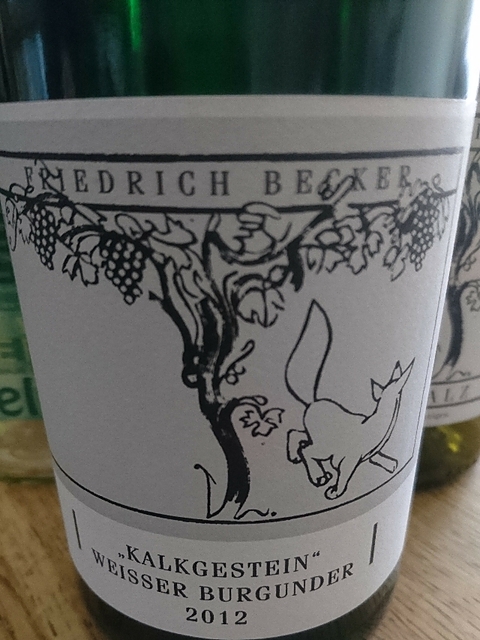 FRIEDRICH BECKER
„KALKGESTEIN“
WEISSER BURGUNDER
2012